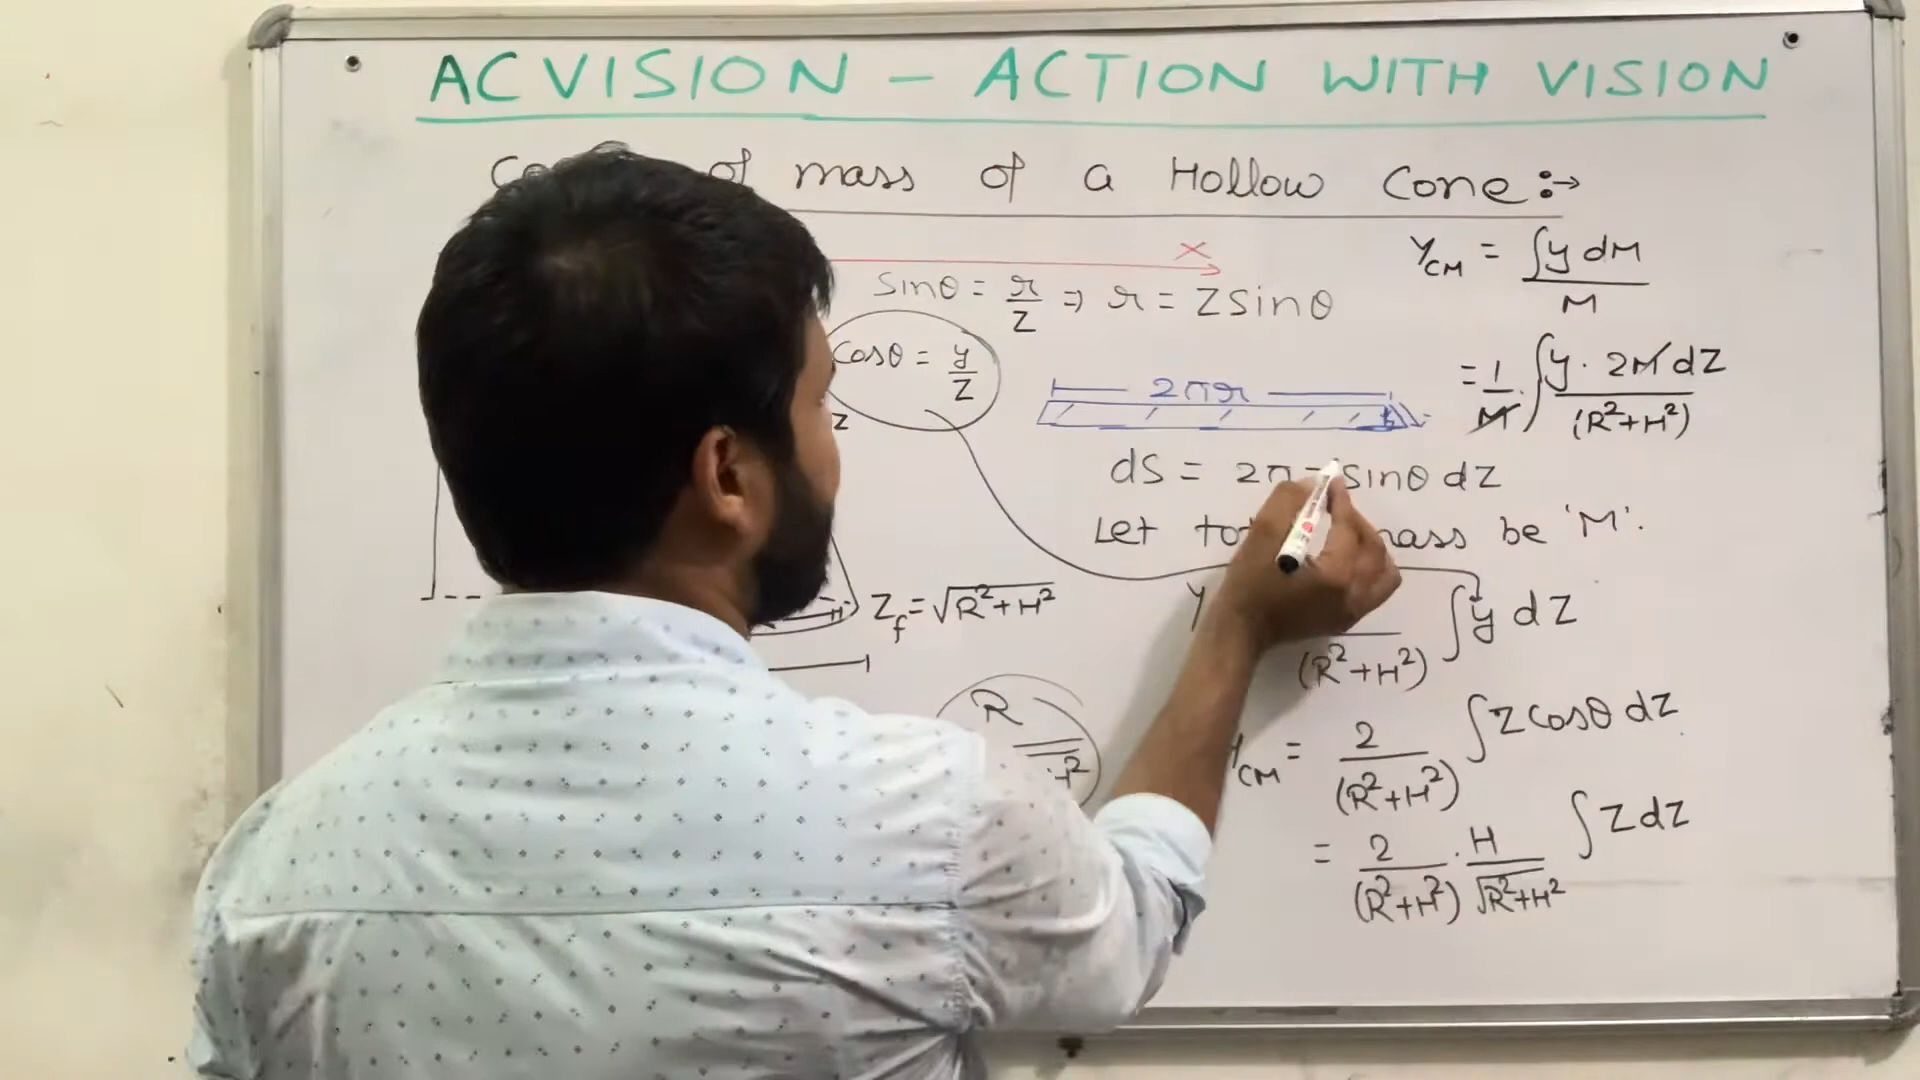 ACVISION - ACTION WITH VISION
of mass of a Hollow Cone:→
X
Y_CM = ∫y dM / M
sinθ = r/Z ⇒ r = Z sinθ
cosθ = y/Z
= 1/M . ∫ y . 2M dZ / (R²+H²)
2πr
Z
dS = 2π sinθ dZ
Let mass be 'M'.
Z_f = √R²+H²
(R²+H²) ∫y dZ
R
Y_CM = 2/(R²+H²) ∫Z cosθ dZ
= 2/(R²+H²) . H/√R²+H² ∫Z dZ